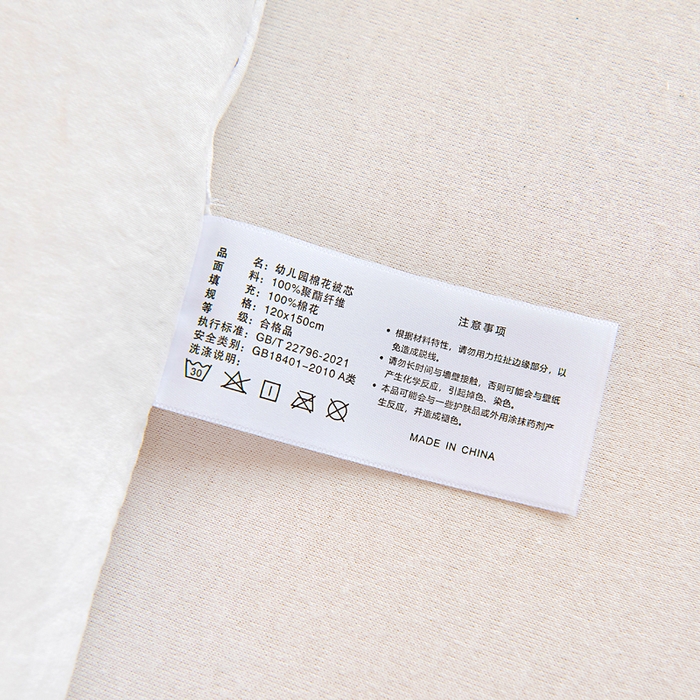 品 名：幼儿园棉花被芯
面 料：100%聚酯纤维
填 充：100%棉花
规 格：120x150cm
等 级：合格品
执行标准：GB/T 22796-2021
安全类别：GB18401-2010 A类
洗涤说明：
30
注意事项
• 根据材料特性，请勿用力拉扯边缘部分，以
免造成脱线。
• 请勿长时间与墙壁接触，否则可能会与壁纸
产生化学反应，引起掉色、染色。
• 本品可能会与一些护肤品或外用涂抹药剂产
生反应，并造成褪色。
MADE IN CHINA